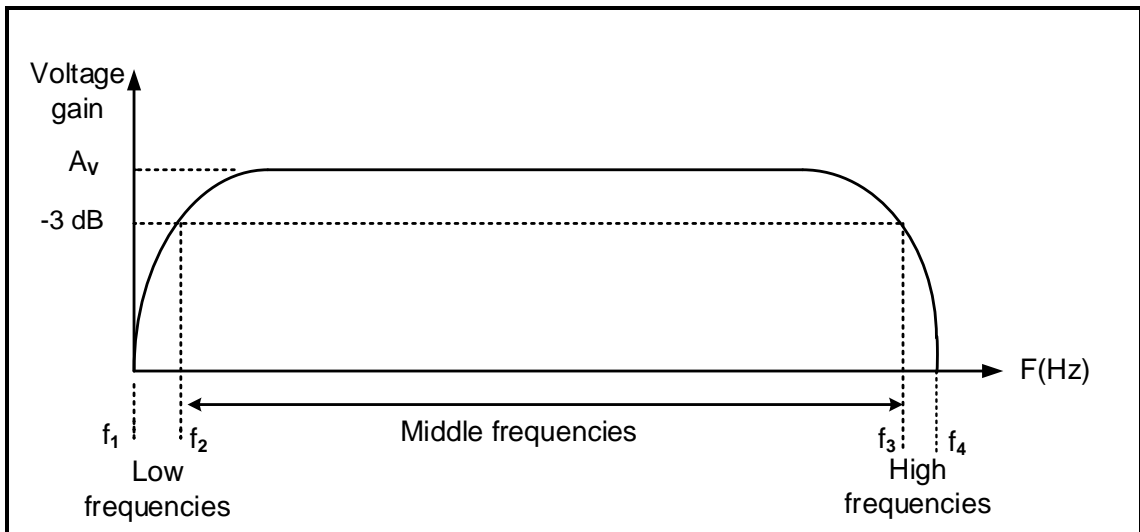 Voltage
gain
Av
-3 dB
F(Hz)
Middle frequencies
f1
f2
f3
f4
Low
frequencies
High
frequencies